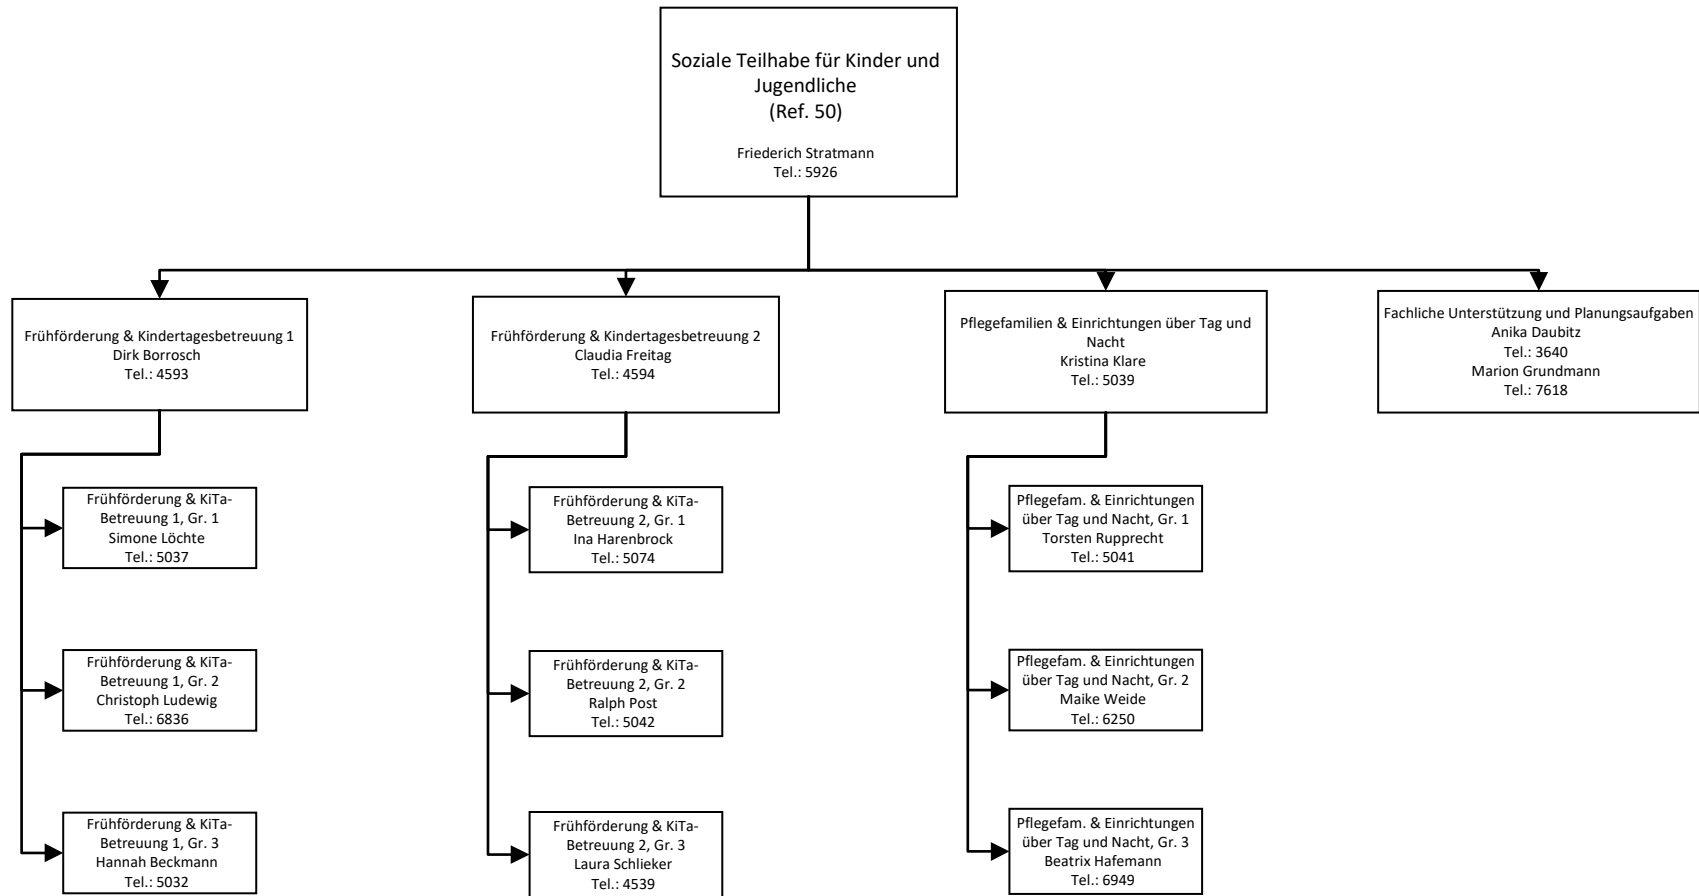 Soziale Teilhabe für Kinder und
Jugendliche
(Ref. 50)
Friederich Stratmann
Tel.: 5926
Frühförderung & Kindertagesbetreuung 1
Dirk Borrosch
Tel.: 4593
Frühförderung & Kindertagesbetreuung 2
Claudia Freitag
Tel.: 4594
Pflegefamilien & Einrichtungen über Tag und
Nacht
Kristina Klare
Tel.: 5039
Fachliche Unterstützung und Planungsaufgaben
Anika Daubitz
Tel.: 3640
Marion Grundmann
Tel.: 7618
Frühförderung & KiTa-
Betreuung 1, Gr. 1
Simone Löchte
Tel.: 5037
Frühförderung & KiTa-
Betreuung 2, Gr. 1
Ina Harenbrock
Tel.: 5074
Pflegefam. & Einrichtungen
über Tag und Nacht, Gr. 1
Torsten Rupprecht
Tel.: 5041
Frühförderung & KiTa-
Betreuung 1, Gr. 2
Christoph Ludewig
Tel.: 6836
Frühförderung & KiTa-
Betreuung 2, Gr. 2
Ralph Post
Tel.: 5042
Pflegefam. & Einrichtungen
über Tag und Nacht, Gr. 2
Maike Weide
Tel.: 6250
Frühförderung & KiTa-
Betreuung 1, Gr. 3
Hannah Beckmann
Tel.: 5032
Frühförderung & KiTa-
Betreuung 2, Gr. 3
Laura Schlieker
Tel.: 4539
Pflegefam. & Einrichtungen
über Tag und Nacht, Gr. 3
Beatrix Hafemann
Tel.: 6949